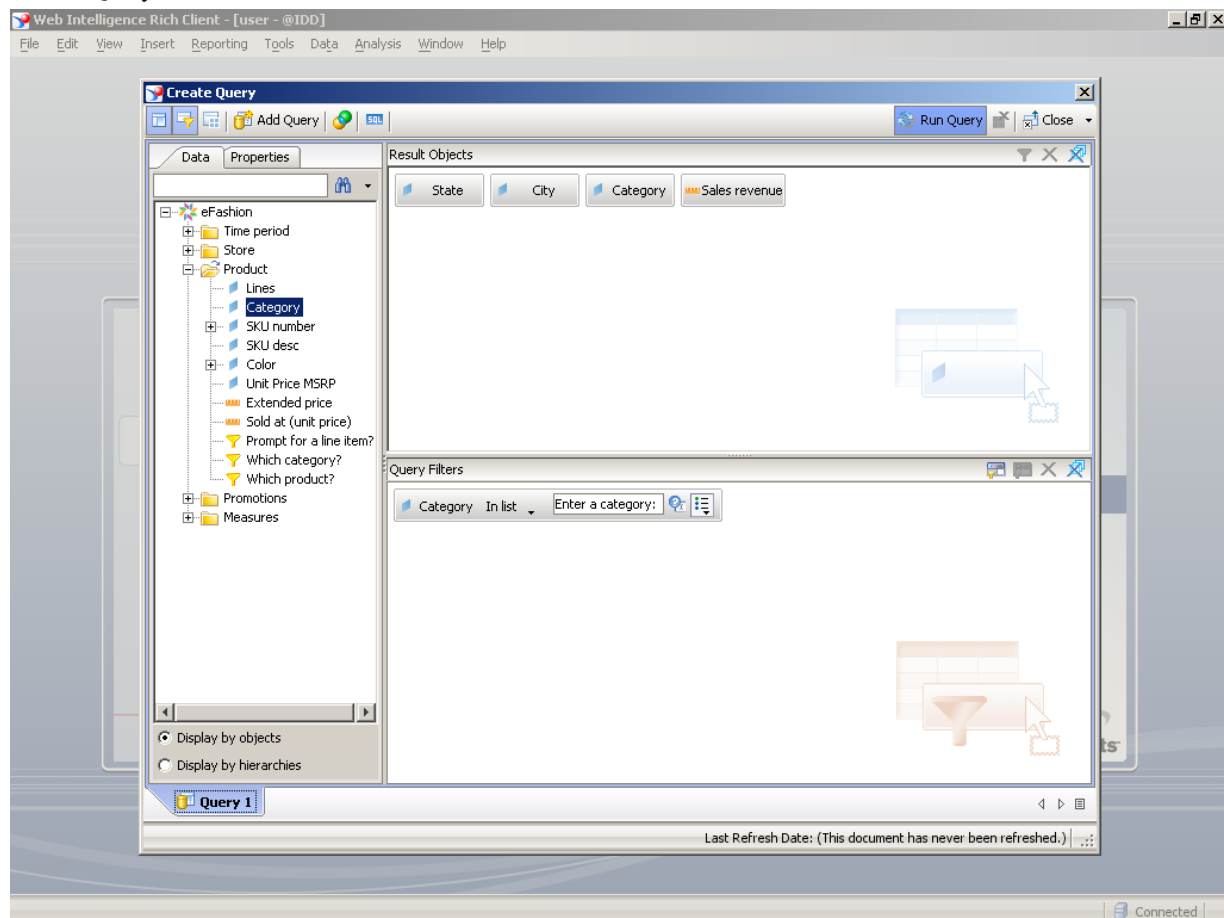 Web Intelligence Rich Client - [user - @IDD]
File Edit View Insert Reporting Tools Data Analysis Window Help
Create Query
Add Query SQL Run Query Close
Data Properties
Result Objects
State City Category Sales revenue
eFashion
Time period
Store
Product
Lines
Category
SKU number
SKU desc
Color
Unit Price MSRP
Extended price
Sold at (unit price)
Prompt for a line item?
Which category?
Which product?
Promotions
Measures
Query Filters
Category In list Enter a category:
Display by objects
Display by hierarchies
Query 1
Last Refresh Date: (This document has never been refreshed.)
Connected